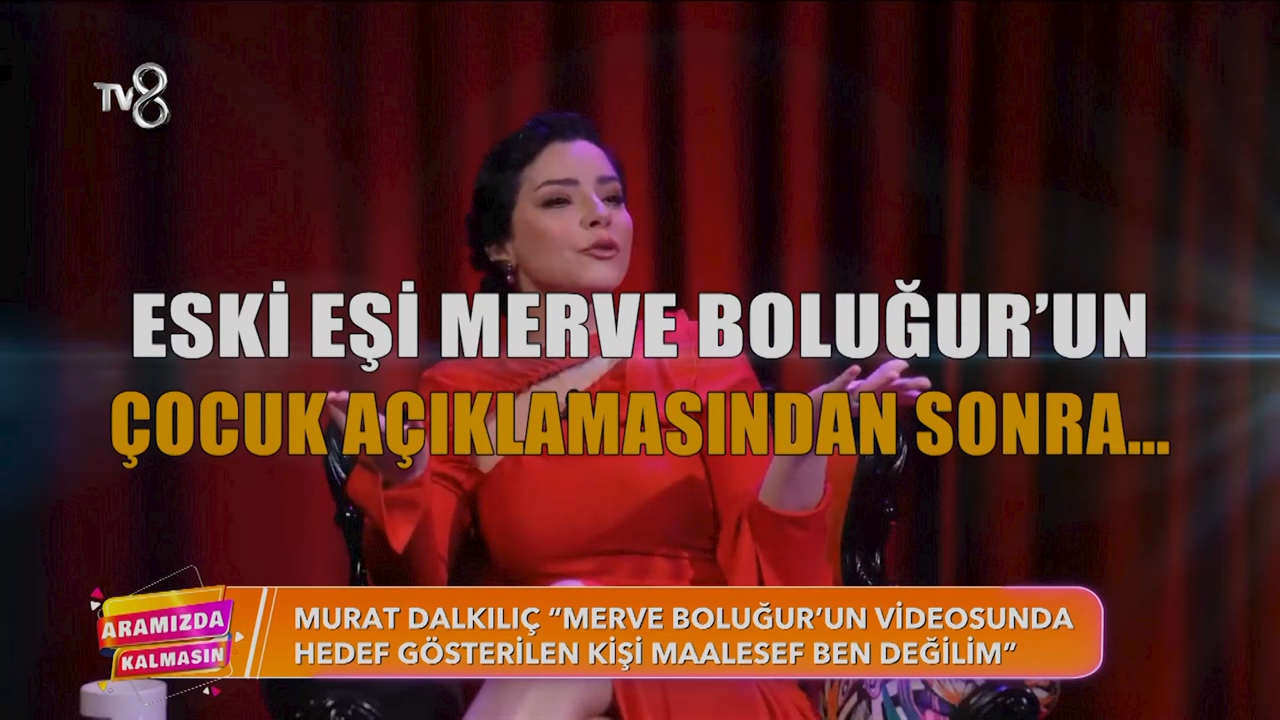 TV8
ESKİ EŞİ MERVE BOLUĞUR’UN
ÇOCUK AÇIKLAMASINDAN SONRA...
ARAMIZDA
KALMASIN
MURAT DALKILIÇ “MERVE BOLUĞUR’UN VİDEOSUNDA
HEDEF GÖSTERİLEN KİŞİ MAALESEF BEN DEĞİLİM”